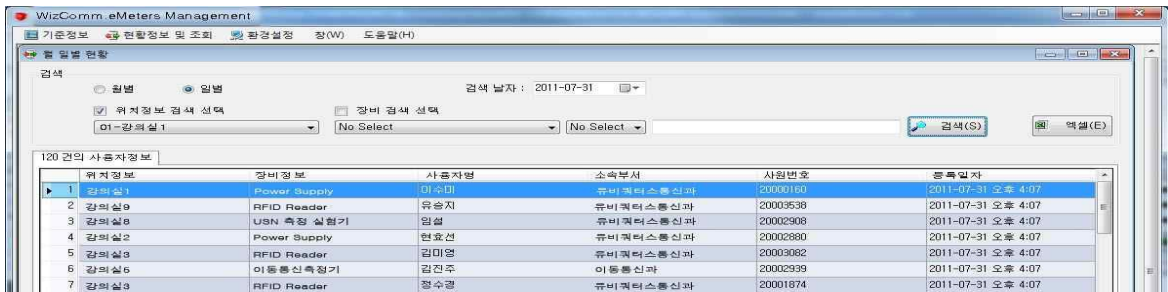 WizComm.eMeters Management
기준정보 현황정보 및 조회 환경설정 창(W) 도움말(H)
월 일별 현황
검색
월별 일별 검색 날자 : 2011-07-31
위치정보 검색 선택 장비 검색 선택
01-강의실1 No Select No Select 검색(S) 엑셀(E)
120 건의 사용자정보
위치정보 장비정보 사용자명 소속부서 사원번호 등록일자
1 강의실1 Power Supply 이수미 유비쿼터스통신과 20000160 2011-07-31 오후 4:07
2 강의실9 RFID Reader 유승지 유비쿼터스통신과 20003538 2011-07-31 오후 4:07
3 강의실8 USN 측정 실험기 임설 유비쿼터스통신과 20002908 2011-07-31 오후 4:07
4 강의실2 Power Supply 현효선 유비쿼터스통신과 20002880 2011-07-31 오후 4:07
5 강의실3 RFID Reader 김미영 유비쿼터스통신과 20003082 2011-07-31 오후 4:07
6 강의실6 이동통신측정기 김진주 이동통신과 20002939 2011-07-31 오후 4:07
7 강의실3 RFID Reader 정수경 유비쿼터스통신과 20001874 2011-07-31 오후 4:07